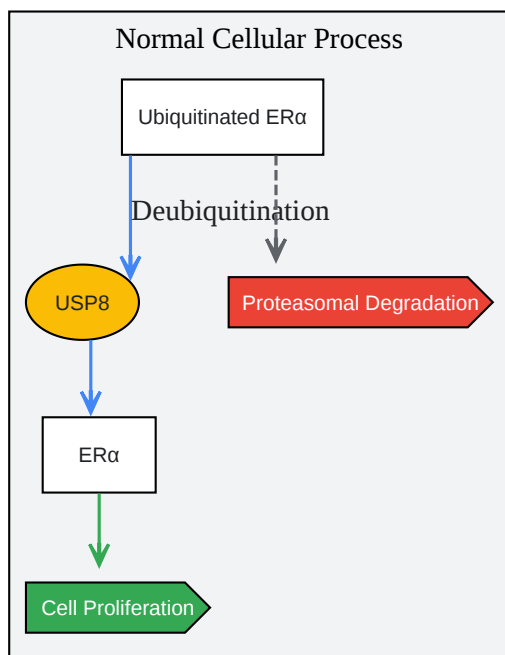 Normal Cellular Process
Ubiquitinated ERα
Deubiquitination
USP8
Proteasomal Degradation
ERα
Cell Proliferation